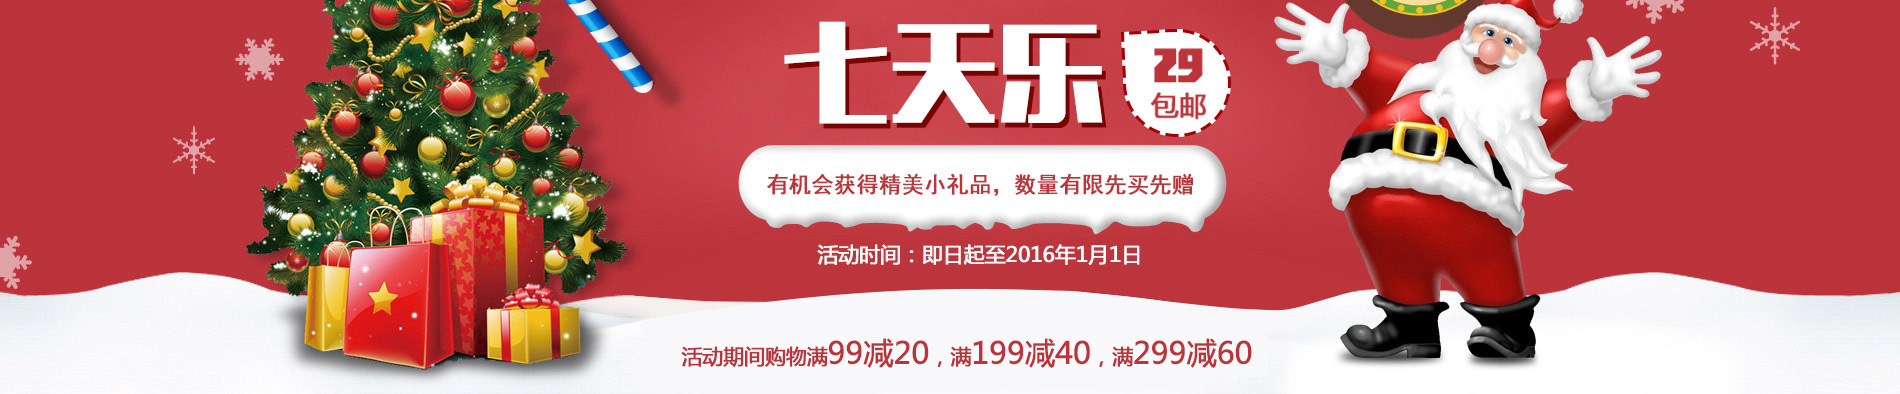 七天乐
29
包邮
有机会获得精美小礼品，数量有限先买先赠
活动时间：即日起至2016年1月1日
活动期间购物满99减20，满199减40，满299减60